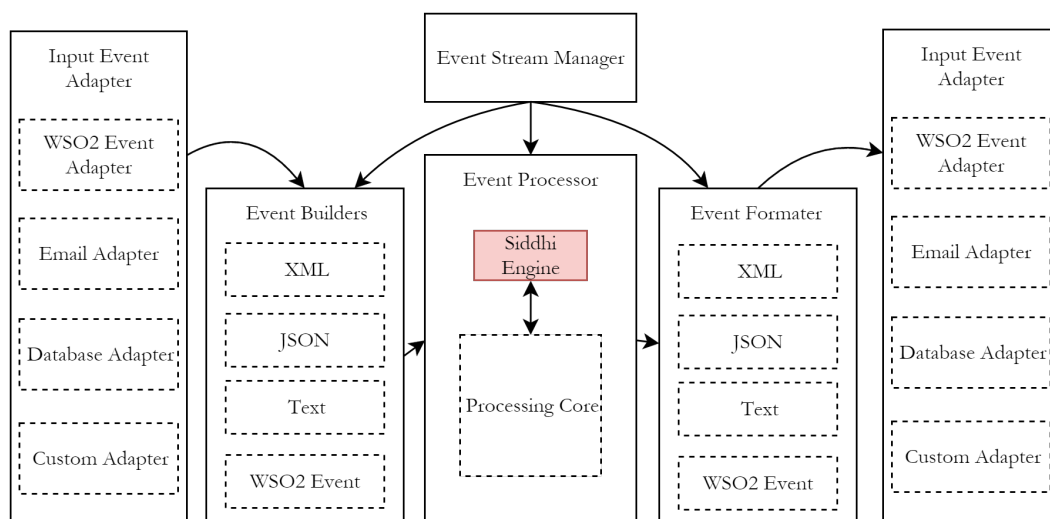 Input Event
Adapter
WSO2 Event
Adapter
Email Adapter
Database Adapter
Custom Adapter
Event Builders
XML
JSON
Text
WSO2 Event
Event Stream Manager
Event Processor
Siddhi
Engine
Processing Core
Event Formater
XML
JSON
Text
WSO2 Event
Input Event
Adapter
WSO2 Event
Adapter
Email Adapter
Database Adapter
Custom Adapter